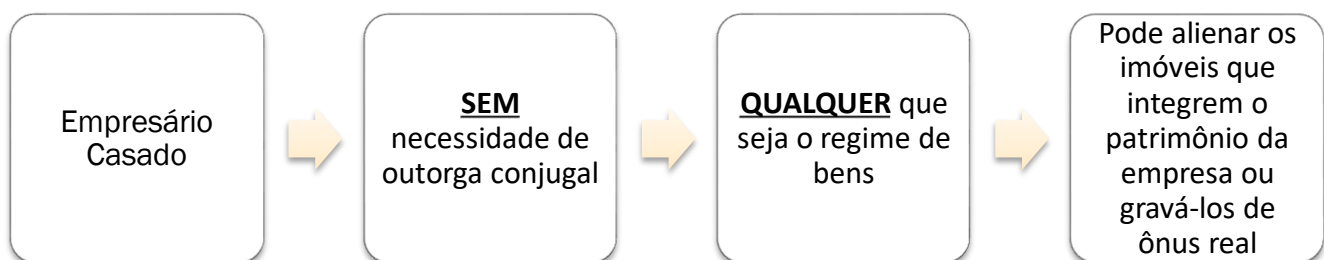 Empresário
Casado
SEM
necessidade de
outorga conjugal
QUALQUER que
seja o regime de
bens
Pode alienar os
imóveis que
integrem o
patrimônio da
empresa ou
gravá-los de
ônus real